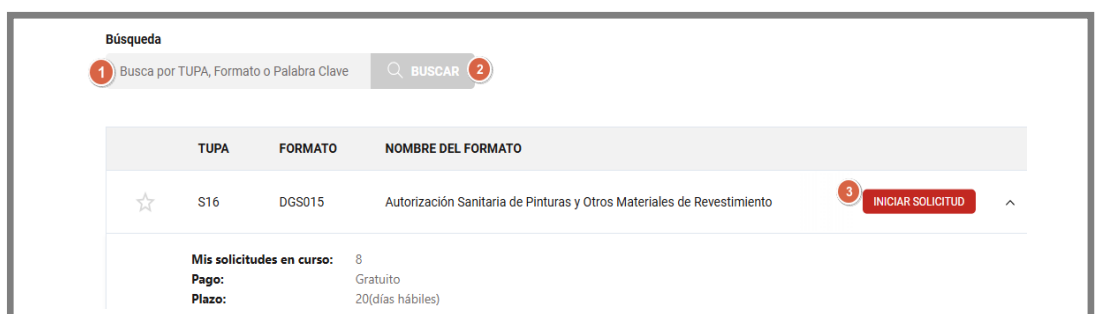 Búsqueda
1 Busca por TUPA, Formato o Palabra Clave BUSCAR 2
TUPA FORMATO NOMBRE DEL FORMATO
S16 DGS015 Autorización Sanitaria de Pinturas y Otros Materiales de Revestimiento 3 INICIAR SOLICITUD
Mis solicitudes en curso: 8
Pago: Gratuito
Plazo: 20(días hábiles)